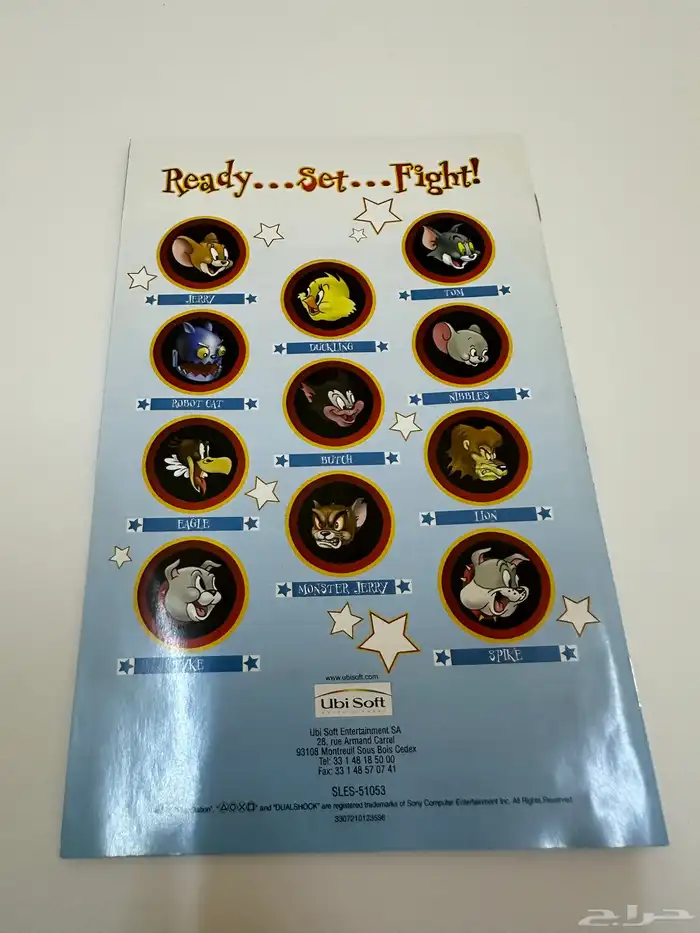 Ready...Set...Fight!
JERRY
TOM
DUCKLING
ROBOT CAT
NIBBLES
BUTCH
EAGLE
LION
MONSTER JERRY
SPIKE
www.ubisoft.com
Ubi Soft
Ubi Soft Entertainment SA
28, rue Armand Carrel
93108 Montreuil Sous Bois Cedex
Tel: 33 1 48 18 50 00
Fax: 33 1 48 57 07 41
SLES-51053
"△○✕□" and "DUALSHOCK" are registered trademarks of Sony Computer Entertainment Inc. All Rights Reserved
3307210123596
حراج